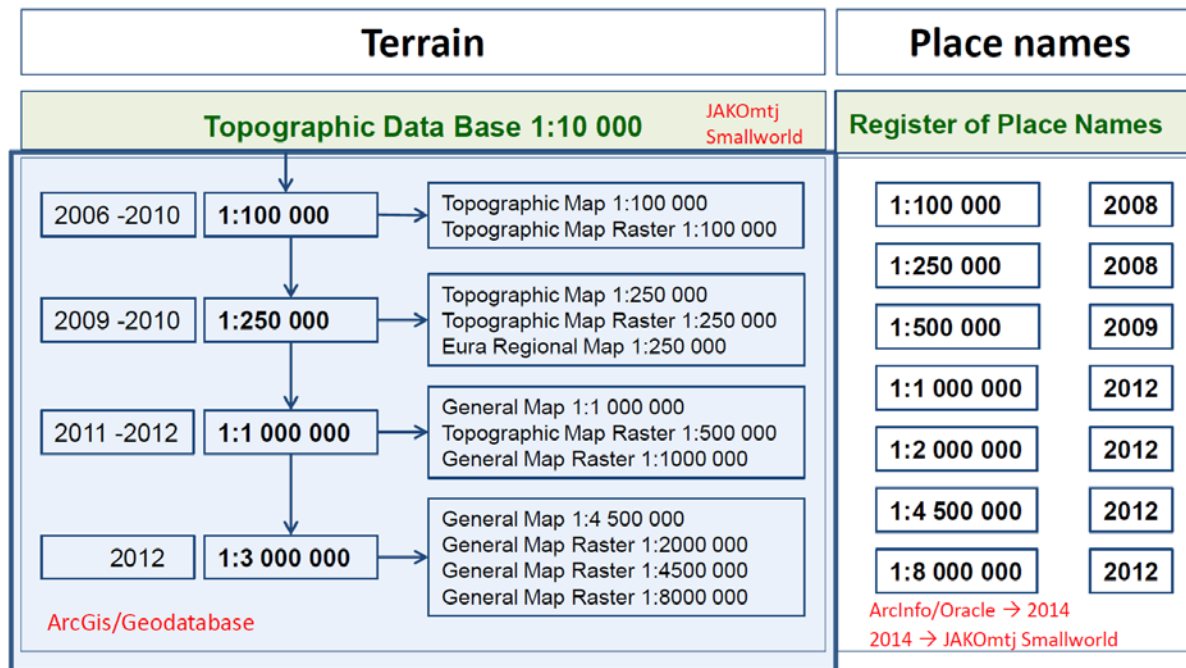 Terrain
Place names
Topographic Data Base 1:10 000
JAKOmtj
Smallworld
Register of Place Names
2006 -2010
1:100 000
Topographic Map 1:100 000
Topographic Map Raster 1:100 000
2009 -2010
1:250 000
Topographic Map 1:250 000
Topographic Map Raster 1:250 000
Eura Regional Map 1:250 000
2011 -2012
1:1 000 000
General Map 1:1 000 000
Topographic Map Raster 1:500 000
General Map Raster 1:1000 000
2012
1:3 000 000
General Map 1:4 500 000
General Map Raster 1:2000 000
General Map Raster 1:4500 000
General Map Raster 1:8000 000
ArcGis/Geodatabase
1:100 000 2008
1:250 000 2008
1:500 000 2009
1:1 000 000 2012
1:2 000 000 2012
1:4 500 000 2012
1:8 000 000 2012
ArcInfo/Oracle → 2014
2014 → JAKOmtj Smallworld